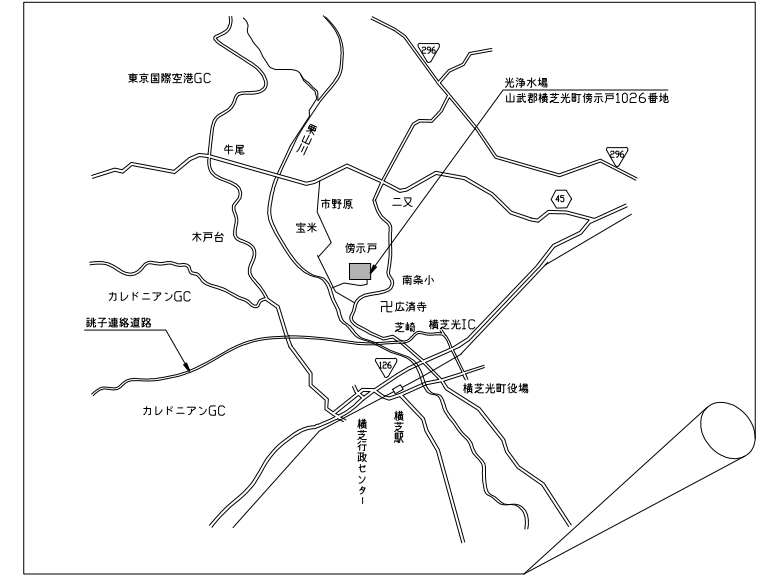 296
東京国際空港GC
光浄水場
山武郡横芝光町傍示戸1026番地
牛尾
296
市野原
二又
45
宝米
木戸台
傍示戸
南条小
カレドニアンGC
広済寺
芝崎
横芝光IC
銚子連絡道路
126
横芝光町役場
カレドニアンGC
横芝駅
横芝行政センター